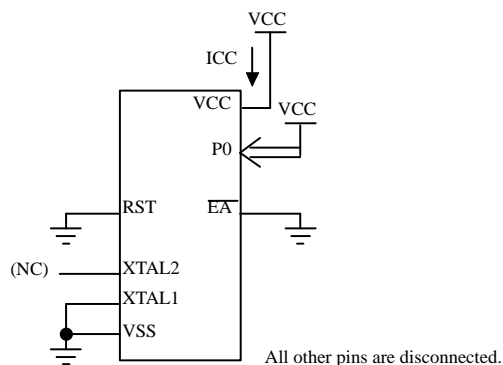 VCC
ICC
VCC
VCC
P0
RST
EA
(NC)
XTAL2
XTAL1
VSS
All other pins are disconnected.